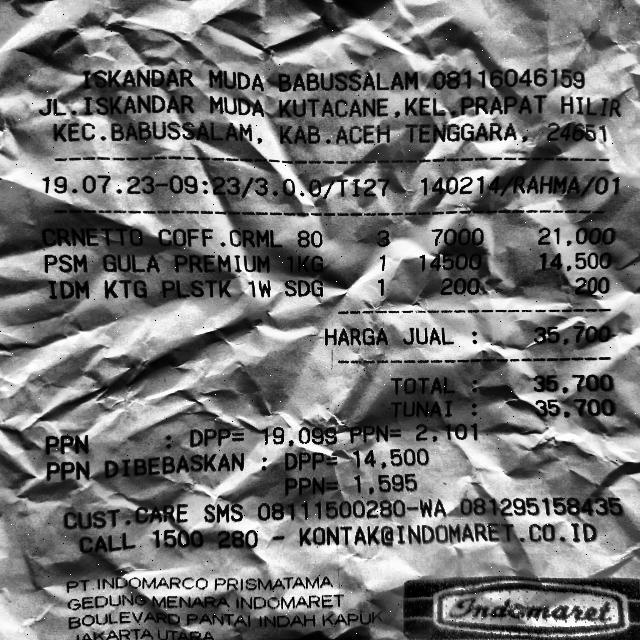 ISKANDAR MUDA BABUSSALAM 08116046159
JL.ISKANDAR MUDA KUTACANE,KEL.PRAPAT HILIR
KEC.BABUSSALAM, KAB.ACEH TENGGARA, 24651
19.07.23-09:23/3.0.0/TI27 140214/RAHMA/01
CRNETTO COFF.CRML 80 3 7000 21,000
PSM GULA PREMIUM 1KG 1 14500 14,500
IDM KTG PLSTK 1W SDG 1 200 200
HARGA JUAL : 35,700
TOTAL : 35,700
TUNAI : 35,700
PPN : DPP= 19,099 PPN= 2,101
PPN DIBEBASKAN : DPP= 14,500
PPN= 1,595
CUST.CARE SMS 08111500280-WA 081295158435
CALL 1500 280 - KONTAK@INDOMARET.CO.ID
PT.INDOMARCO PRISMATAMA
GEDUNG MENARA INDOMARET
BOULEVARD PANTAI INDAH KAPUK
JAKARTA UTARA
Indomaret